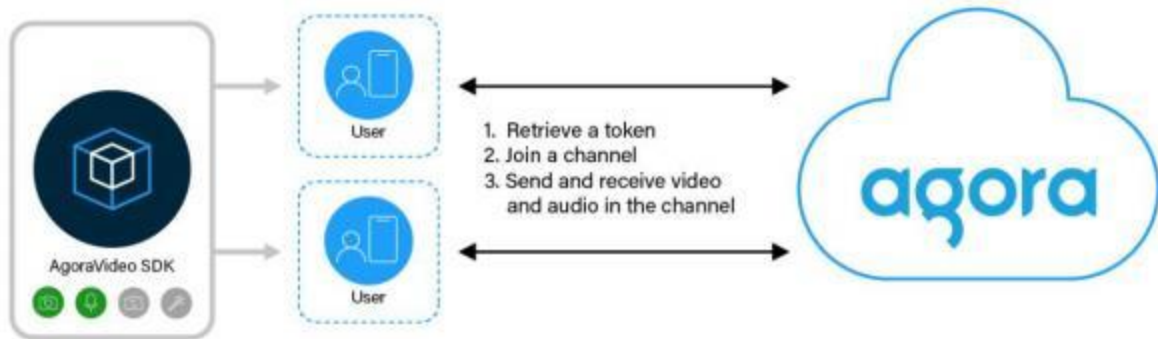 AgoraVideo SDK
User
User
1. Retrieve a token
2. Join a channel
3. Send and receive video
and audio in the channel
agora